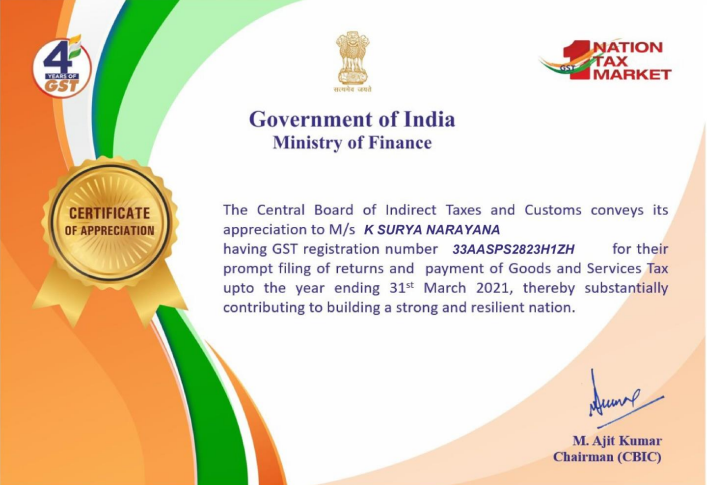 4
YEARS OF
GST
सत्यमेव जयते
GST
1 NATION
TAX
MARKET
Government of India
Ministry of Finance
CERTIFICATE
OF APPRECIATION
The Central Board of Indirect Taxes and Customs conveys its
appreciation to M/s K SURYA NARAYANA
having GST registration number 33AASPS2823H1ZH for their
prompt filing of returns and payment of Goods and Services Tax
upto the year ending 31st March 2021, thereby substantially
contributing to building a strong and resilient nation.
M. Ajit Kumar
Chairman (CBIC)